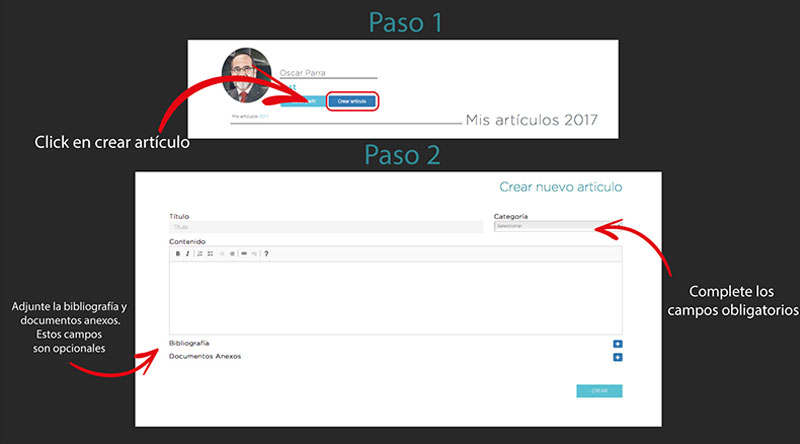 Paso 1
Oscar Parra
Crear artículo
Mis artículos 2017
Mis artículos 2017
Click en crear artículo
Paso 2
Crear nuevo artículo
Título
Categoría
Título
Seleccionar
Contenido
B I ?
Adjunte la bibliografía y
documentos anexos.
Estos campos
son opcionales
Complete los
campos obligatorios
Bibliografía
Documentos Anexos
CREAR